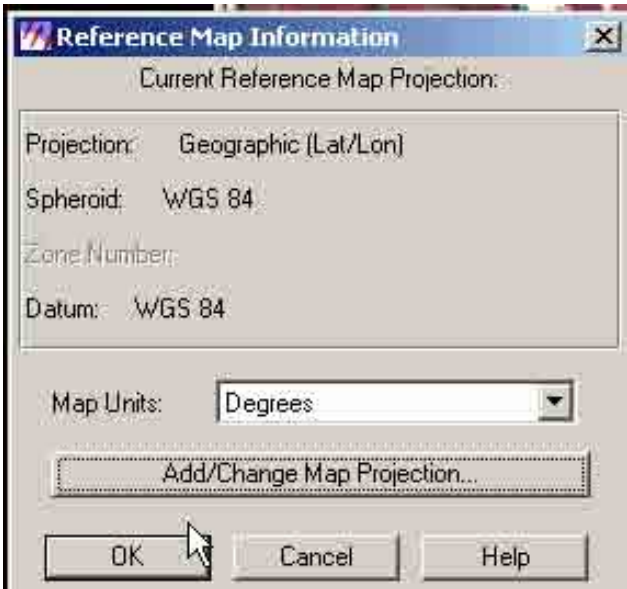 Reference Map Information
Current Reference Map Projection:
Projection: Geographic (Lat/Lon)
Spheroid: WGS 84
Zone Number:
Datum: WGS 84
Map Units: Degrees
Add/Change Map Projection...
OK Cancel Help